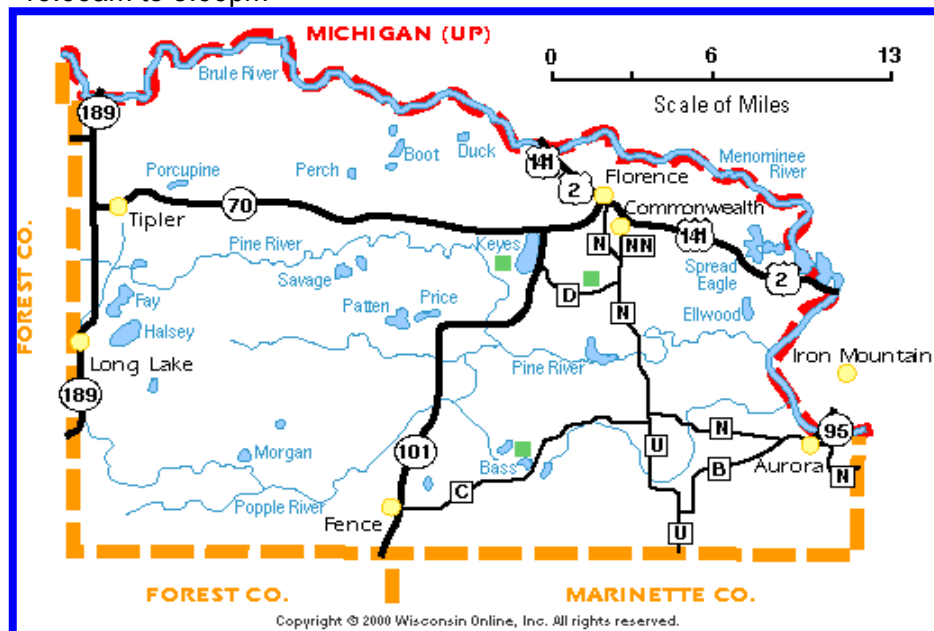 MICHIGAN (UP)
0 6 13
Scale of Miles
Brule River
189
Boot
Duck
141
2
Menominee
River
Porcupine
Perch
Florence
Commonwealth
70
Tipler
N
NN
141
FOREST CO.
Pine River
Keyes
Savage
Spread
Eagle
2
D
Fay
Patten
Price
N
Ellwood
Halsey
Long Lake
Pine River
Iron Mountain
189
N
95
Morgan
101
Bass
U
B
Aurora
N
C
Popple River
Fence
U
FOREST CO.
MARINETTE CO.
Copyright © 2000 Wisconsin Online, Inc. All rights reserved.